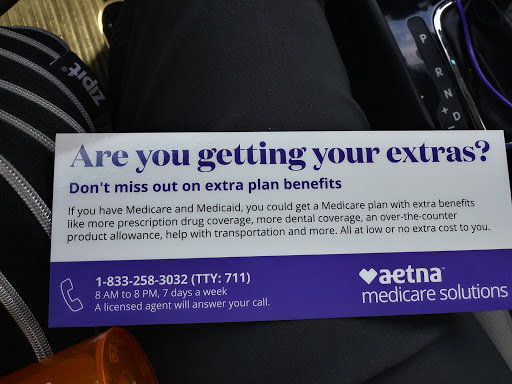 zipit
P
R
N
+ D -
Are you getting your extras?
Don't miss out on extra plan benefits
If you have Medicare and Medicaid, you could get a Medicare plan with extra benefits
like more prescription drug coverage, more dental coverage, an over-the-counter
product allowance, help with transportation and more. All at low or no extra cost to you.
1-833-258-3032 (TTY: 711)
8 AM to 8 PM, 7 days a week
A licensed agent will answer your call.
aetna™
medicare solutions